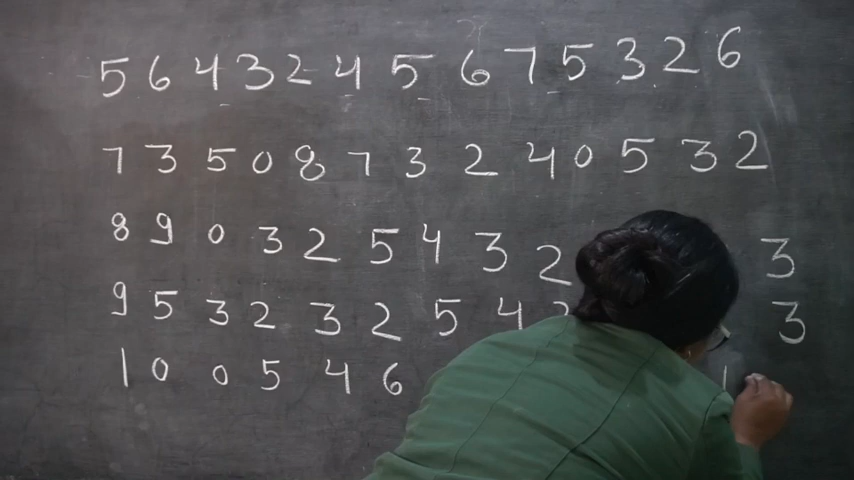 5 6 4 3 2 4 5 6 7 5 3 2 6
7 3 5 0 8 7 3 2 4 0 5 3 2
8 9 0 3 2 5 4 3 2 3
9 5 3 2 3 2 5 4 3
1 0 0 5 4 6 1